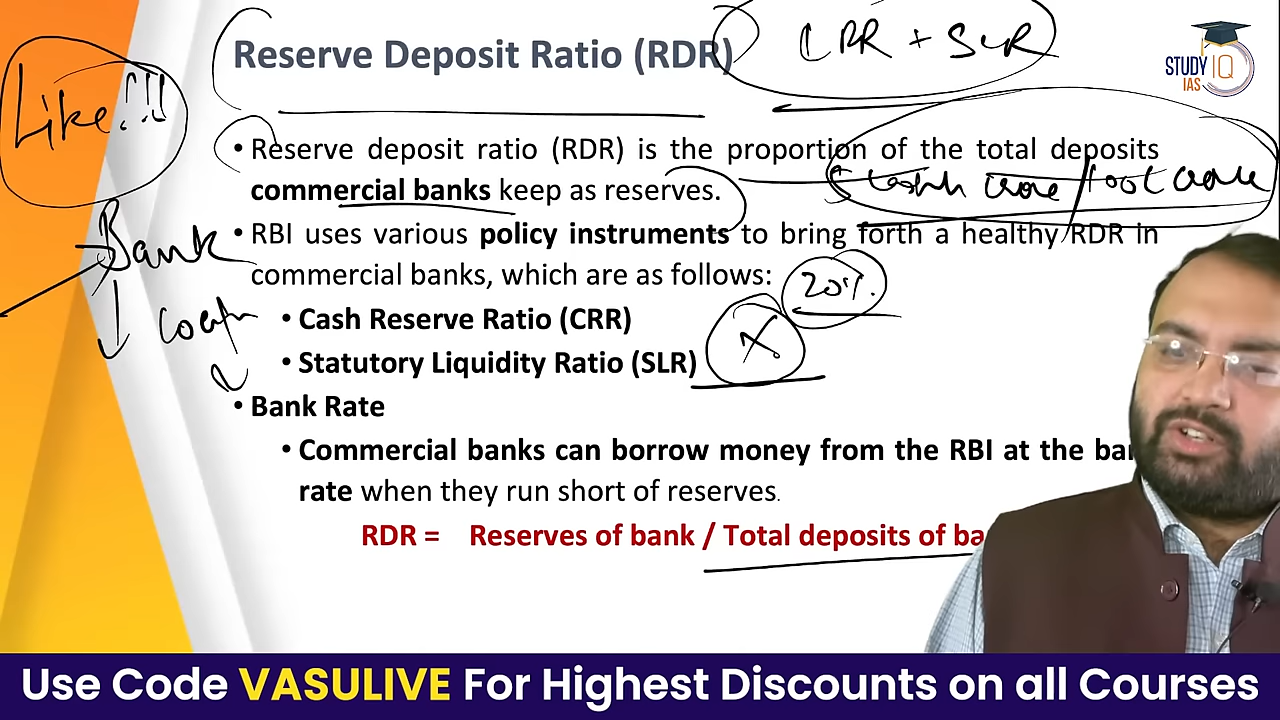 Reserve Deposit Ratio (RDR)
CRR + SLR
STUDY IQ
IAS
Like!!!
• Reserve deposit ratio (RDR) is the proportion of the total deposits
commercial banks keep as reserves.
Bank
• RBI uses various policy instruments to bring forth a healthy RDR in
commercial banks, which are as follows:
20%.
• Cash Reserve Ratio (CRR)
• Statutory Liquidity Ratio (SLR)
• Bank Rate
• Commercial banks can borrow money from the RBI at the ban
rate when they run short of reserves.
RDR = Reserves of bank / Total deposits of ba
Use Code VASULIVE For Highest Discounts on all Courses